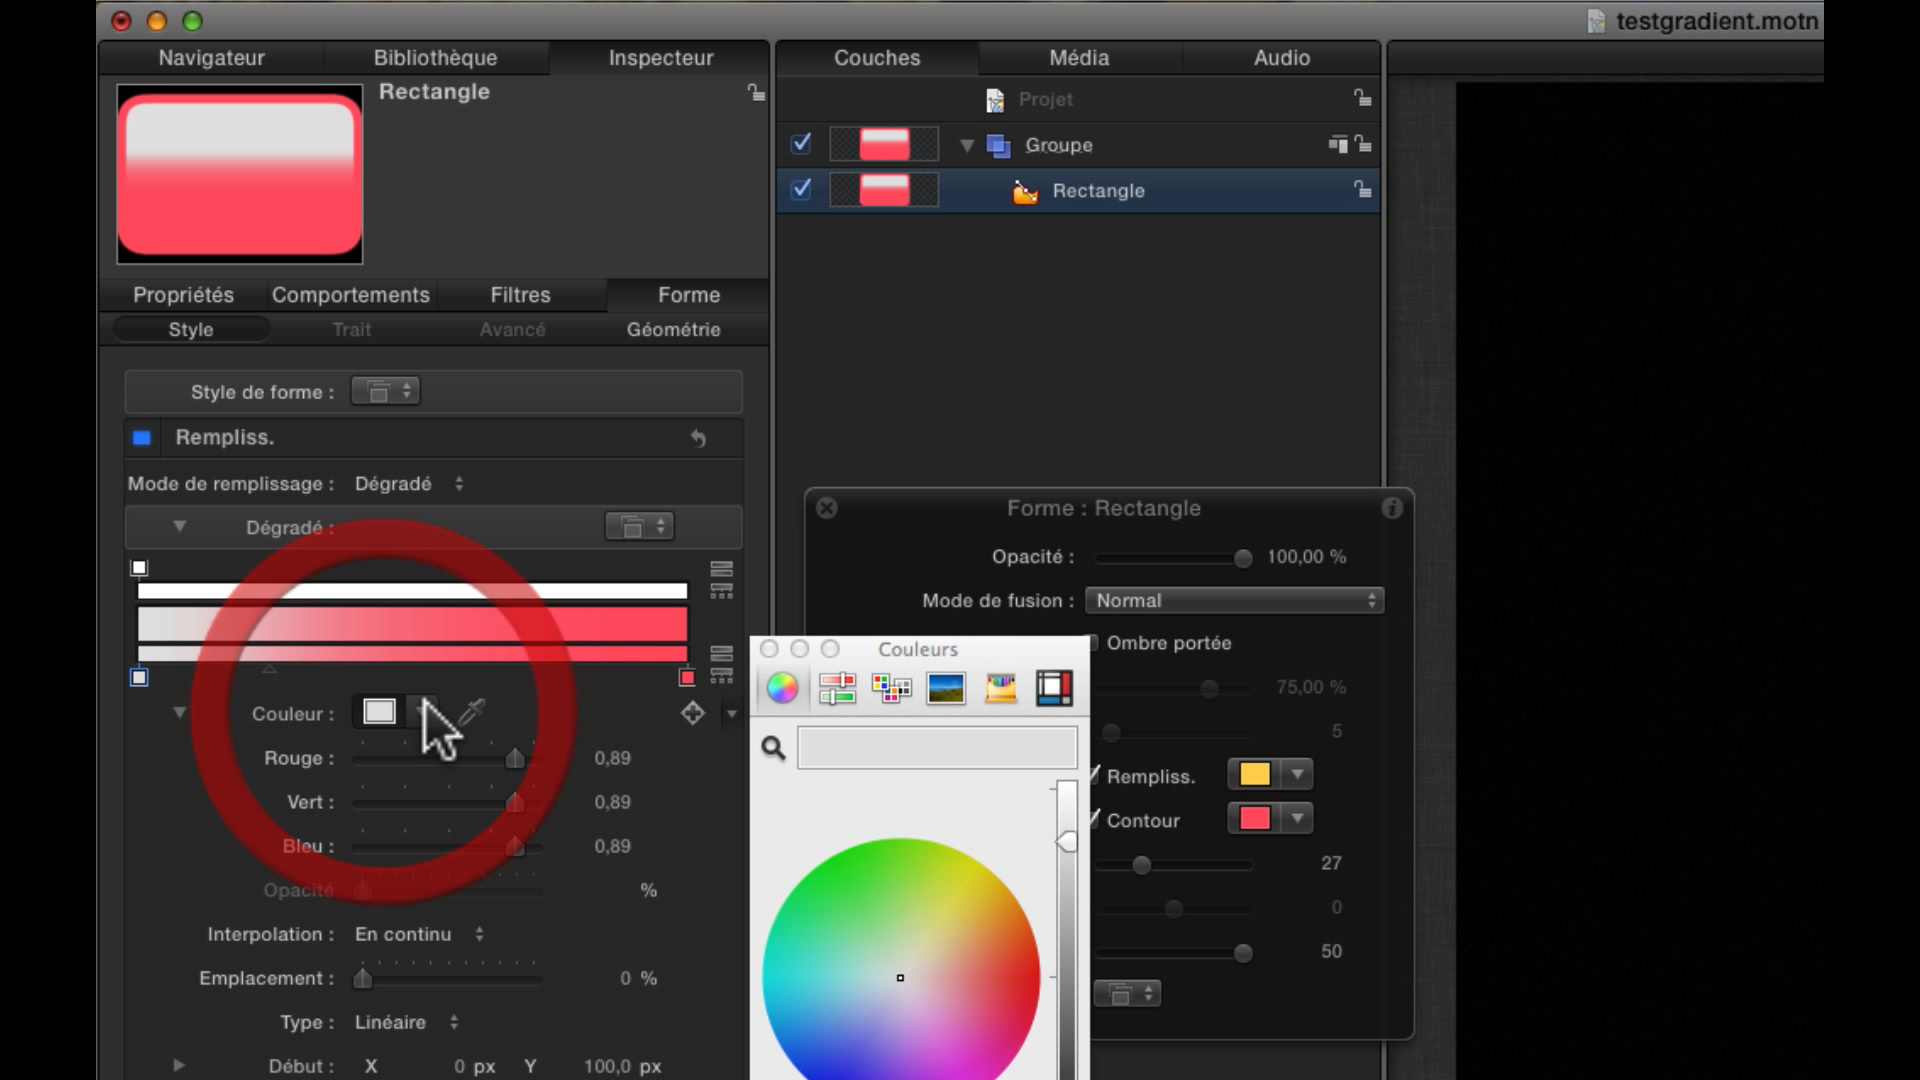 testgradient.motn
Navigateur Bibliothèque Inspecteur Couches Média Audio
Rectangle
Projet
Groupe
Rectangle
Propriétés Comportements Filtres Forme
Style Trait Avancé Géométrie
Style de forme :
Rempliss.
Mode de remplissage : Dégradé
Dégradé :
Couleur :
Rouge : 0,89
Vert : 0,89
Bleu : 0,89
Opacité %
Interpolation : En continu
Emplacement : 0 %
Type : Linéaire
Début : X 0 px Y 100,0 px
Forme : Rectangle
Opacité : 100,00 %
Mode de fusion : Normal
Ombre portée
75,00 %
5
Rempliss.
Contour
27
0
50
Couleurs